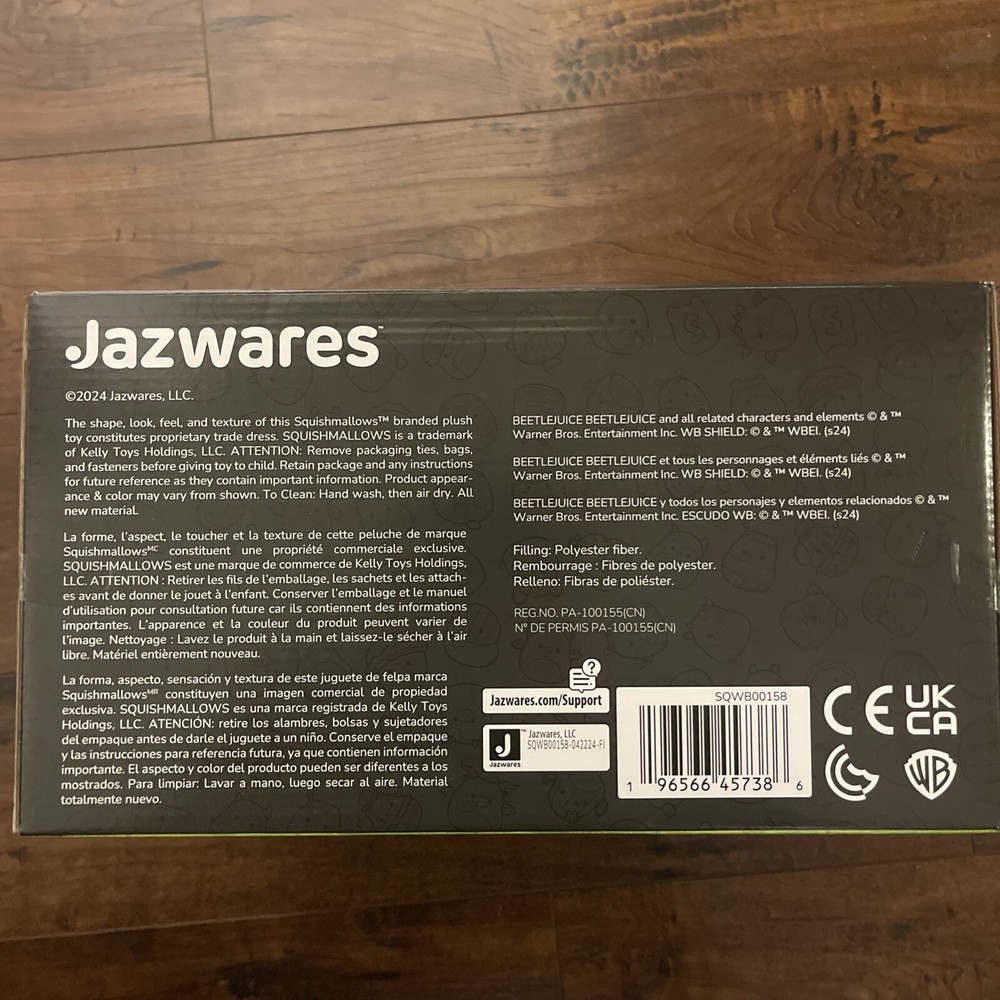 Jazwares™
©2024 Jazwares, LLC.
The shape, look, feel, and texture of this Squishmallows™ branded plush
toy constitutes proprietary trade dress. SQUISHMALLOWS is a trademark
of Kelly Toys Holdings, LLC. ATTENTION: Remove packaging ties, bags,
and fasteners before giving toy to child. Retain package and any instructions
for future reference as they contain important information. Product appear-
ance & color may vary from shown. To Clean: Hand wash, then air dry. All
new material.
La forme, l'aspect, le toucher et la texture de cette peluche de marque
Squishmallowsᴹᶜ constituent une propriété commerciale exclusive.
SQUISHMALLOWS est une marque de commerce de Kelly Toys Holdings,
LLC. ATTENTION : Retirer les fils de l'emballage, les sachets et les attach-
es avant de donner le jouet à l'enfant. Conserver l'emballage et le manuel
d'utilisation pour consultation future car ils contiennent des informations
importantes. L'apparence et la couleur du produit peuvent varier de
l'image. Nettoyage : Lavez le produit à la main et laissez-le sécher à l'air
libre. Matériel entièrement nouveau.
La forma, aspecto, sensación y textura de este juguete de felpa marca
Squishmallowsᴹᴿ constituyen una imagen comercial de propiedad
exclusiva. SQUISHMALLOWS es una marca registrada de Kelly Toys
Holdings, LLC. ATENCIÓN: retire los alambres, bolsas y sujetadores
del empaque antes de darle el juguete a un niño. Conserve el empaque
y las instrucciones para referencia futura, ya que contienen información
importante. El aspecto y color del producto pueden ser diferentes a los
mostrados. Para limpiar: Lavar a mano, luego secar al aire. Material
totalmente nuevo.
BEETLEJUICE BEETLEJUICE and all related characters and elements © & ™
Warner Bros. Entertainment Inc. WB SHIELD: © & ™ WBEI. (s24)
BEETLEJUICE BEETLEJUICE et tous les personnages et éléments liés © & ™
Warner Bros. Entertainment Inc. WB SHIELD: © & ™ WBEI. (s24)
BEETLEJUICE BEETLEJUICE y todos los personajes y elementos relacionados © & ™
Warner Bros. Entertainment Inc. ESCUDO WB: © & ™ WBEI. (s24)
Filling: Polyester fiber.
Rembourrage : Fibres de polyester.
Relleno: Fibras de poliéster.
REG.NO. PA-100155(CN)
N° DE PERMIS PA-100155(CN)
?
Jazwares.com/Support
J™
Jazwares
Jazwares, LLC
SQWB00158-042224-FI
SQWB00158
1 96566 45738 6
CE
UK
CA
WB